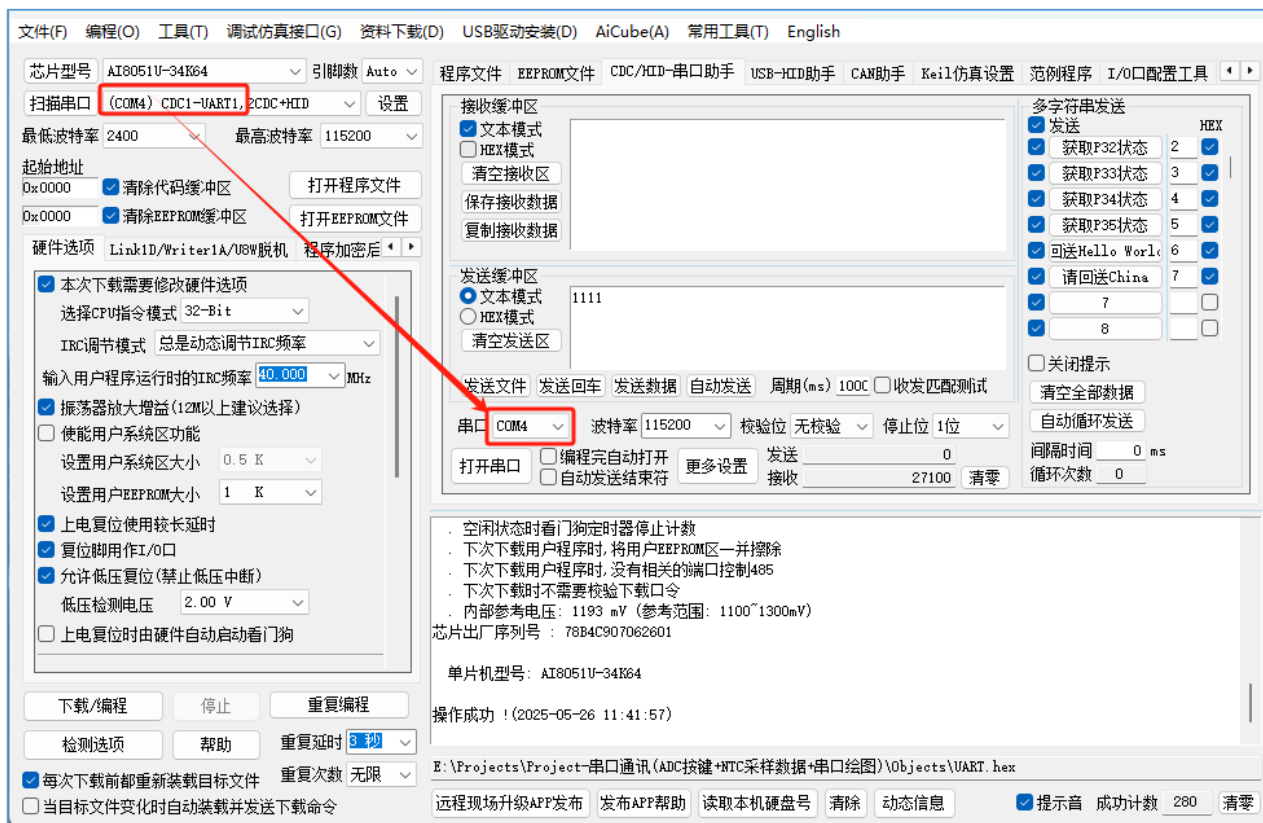 文件(F) 编程(O) 工具(T) 调试仿真接口(G) 资料下载(D) USB驱动安装(D) AiCube(A) 常用工具(T) English
芯片型号 AI8051U-34K64 引脚数 Auto
扫描串口 (COM4) CDC1-UART1,2CDC+HID 设置
最低波特率 2400 最高波特率 115200
起始地址
0x0000 清除代码缓冲区 打开程序文件
0x0000 清除EEPROM缓冲区 打开EEPROM文件
硬件选项 Link1D/Writer1A/U8W脱机 程序加密后
本次下载需要修改硬件选项
选择CPU指令模式 32-Bit
IRC调节模式 总是动态调节IRC频率
输入用户程序运行时的IRC频率 40.000 MHz
振荡器放大增益(12M以上建议选择)
使能用户系统区功能
设置用户系统区大小 0.5 K
设置用户EEPROM大小 1 K
上电复位使用较长延时
复位脚用作I/O口
允许低压复位(禁止低压中断)
低压检测电压 2.00 V
上电复位时由硬件自动启动看门狗
下载/编程 停止 重复编程
检测选项 帮助 重复延时 3 秒
每次下载前都重新装载目标文件 重复次数 无限
当目标文件变化时自动装载并发送下载命令
程序文件 EEPROM文件 CDC/HID-串口助手 USB-HID助手 CAN助手 Keil仿真设置 范例程序 I/O口配置工具
接收缓冲区
文本模式
HEX模式
清空接收区
保存接收数据
复制接收数据
发送缓冲区
文本模式 1111
HEX模式
清空发送区
发送文件 发送回车 发送数据 自动发送 周期(ms) 100 收发匹配测试
串口 COM4 波特率 115200 校验位 无校验 停止位 1位
打开串口 编程完自动打开 更多设置 发送 0
自动发送结束符 接收 27100 清零
多字符串发送
发送 HEX
获取P32状态 2
获取P33状态 3
获取P34状态 4
获取P35状态 5
回送Hello Worl 6
请回送China 7
7
8
关闭提示
清空全部数据
自动循环发送
间隔时间 0 ms
循环次数 0
. 空闲状态时看门狗定时器停止计数
. 下次下载用户程序时,将用户EEPROM区一并擦除
. 下次下载用户程序时,没有相关的端口控制485
. 下次下载时不需要校验下载口令
. 内部参考电压: 1193 mV (参考范围: 1100~1300mV)
芯片出厂序列号 : 78B4C907062601
单片机型号: AI8051U-34K64
操作成功 !(2025-05-26 11:41:57)
E:\Projects\Project-串口通讯(ADC按键+NTC采样数据+串口绘图)\Objects\UART.hex
远程现场升级APP发布 发布APP帮助 读取本机硬盘号 清除 动态信息 提示音 成功计数 280 清零